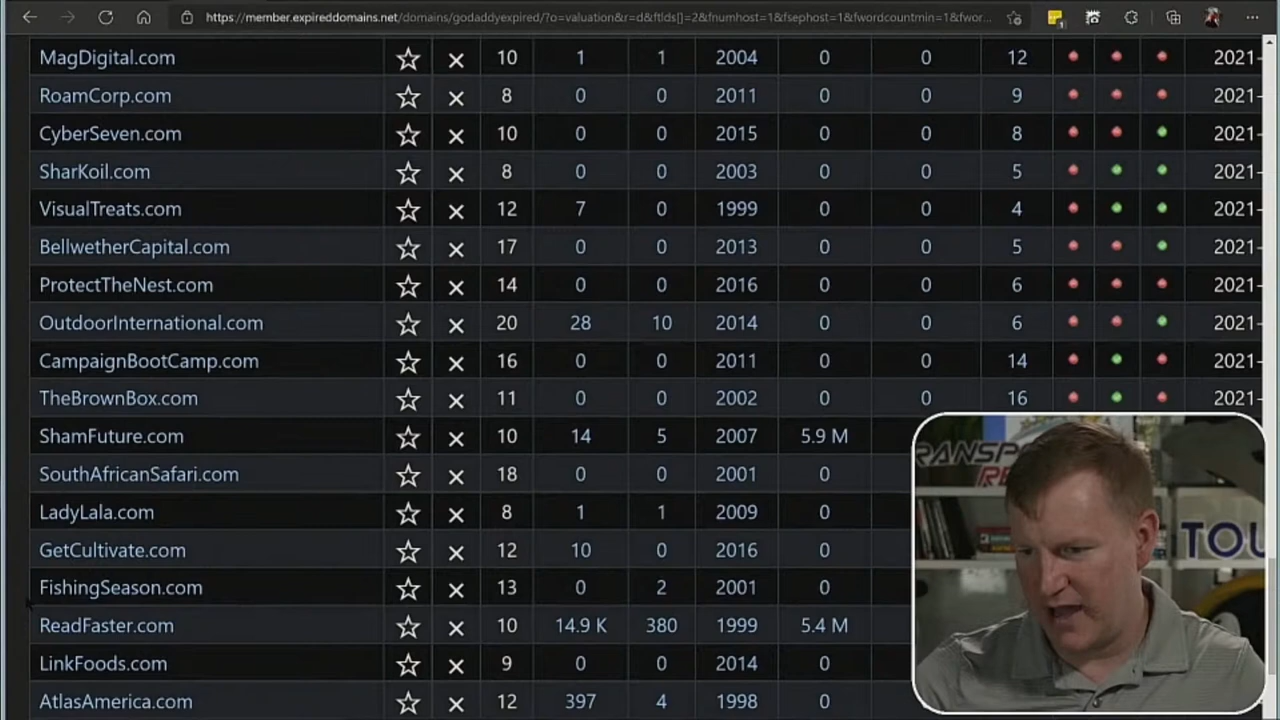 https://member.expireddomains.net/domains/godaddyexpired/?o=valuation&r=d&ftlds[]=2&fnumhost=1&fsephost=1&fwordcountmin=1&fwor... 1
MagDigital.com 10 1 1 2004 0 0 12 2021-
RoamCorp.com 8 0 0 2011 0 0 9 2021-
CyberSeven.com 10 0 0 2015 0 0 8 2021-
SharKoil.com 8 0 0 2003 0 0 5 2021-
VisualTreats.com 12 7 0 1999 0 0 4 2021-
BellwetherCapital.com 17 0 0 2013 0 0 5 2021-
ProtectTheNest.com 14 0 0 2016 0 0 6 2021-
OutdoorInternational.com 20 28 10 2014 0 0 6 2021-
CampaignBootCamp.com 16 0 0 2011 0 0 14 2021-
TheBrownBox.com 11 0 0 2002 0 0 16 2021-
ShamFuture.com 10 14 5 2007 5.9 M
SouthAfricanSafari.com 18 0 0 2001 0
LadyLala.com 8 1 1 2009 0
GetCultivate.com 12 10 0 2016 0
FishingSeason.com 13 0 2 2001 0
ReadFaster.com 10 14.9 K 380 1999 5.4 M
LinkFoods.com 9 0 0 2014 0
AtlasAmerica.com 12 397 4 1998 0
RANSPO
RE
TOU